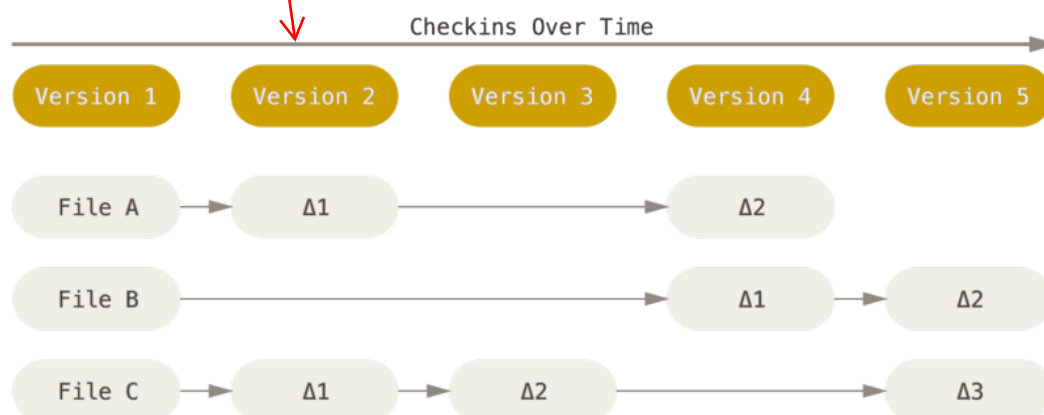 Checkins Over Time
Version 1 Version 2 Version 3 Version 4 Version 5
File A Δ1 Δ2
File B Δ1 Δ2
File C Δ1 Δ2 Δ3